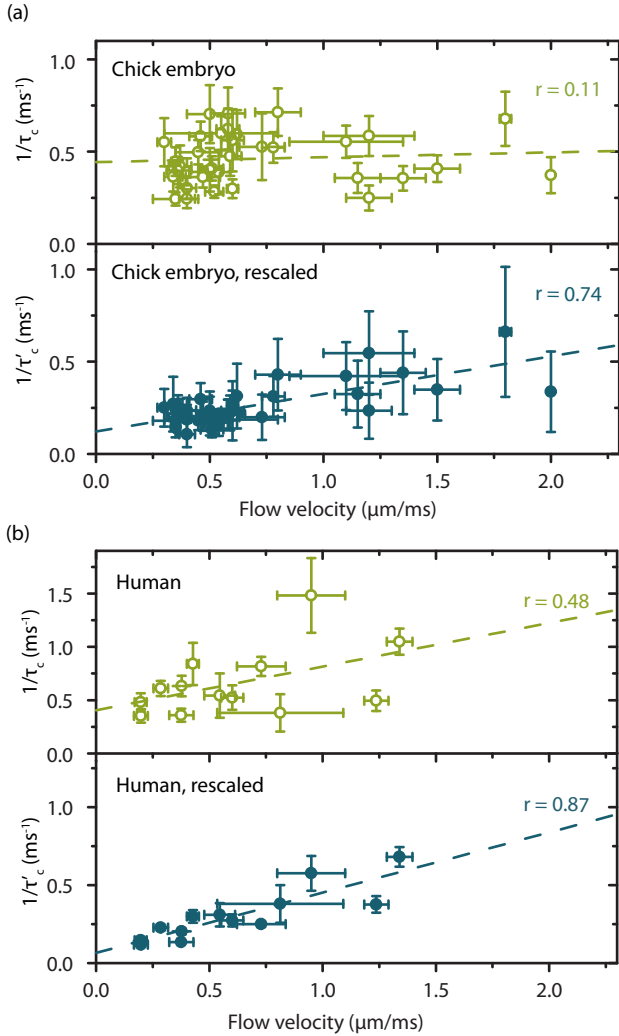 (a)
Chick embryo
r = 0.11
1/τc (ms⁻¹)
1.0
0.5
0.0
Chick embryo, rescaled
r = 0.74
1/τ′c (ms⁻¹)
1.0
0.5
0.0
0.0 0.5 1.0 1.5 2.0
Flow velocity (μm/ms)
(b)
Human
r = 0.48
1/τc (ms⁻¹)
1.5
1.0
0.5
0.0
Human, rescaled
r = 0.87
1/τ′c (ms⁻¹)
1.0
0.5
0.0
0.0 0.5 1.0 1.5 2.0
Flow velocity (μm/ms)